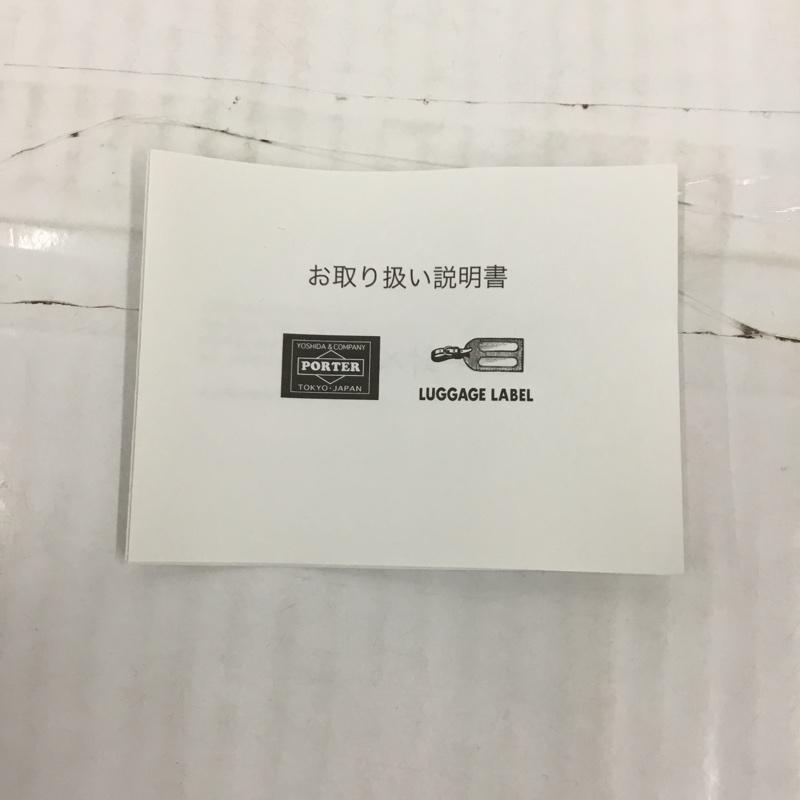 お取り扱い説明書
YOSHIDA & COMPANY
PORTER
TOKYO・JAPAN
LUGGAGE LABEL